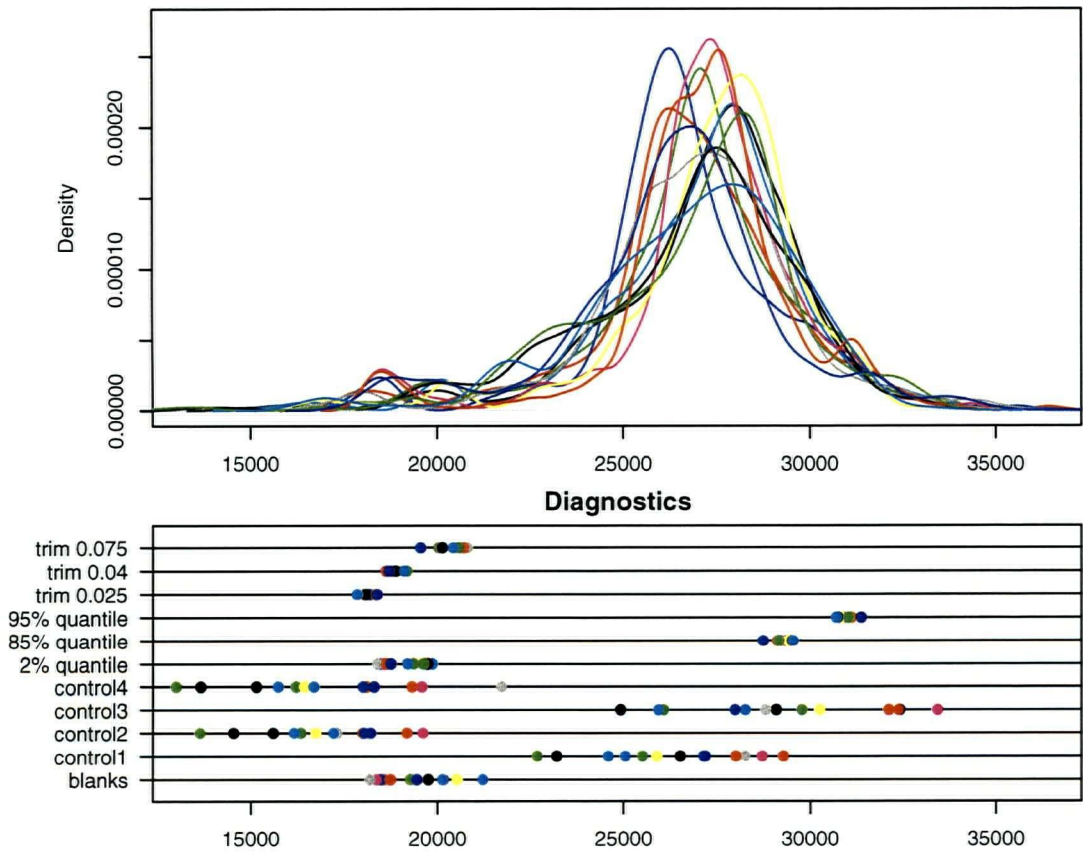 Density
0.00020
0.00010
0.00000
15000 20000 25000 30000 35000
Diagnostics
trim 0.075
trim 0.04
trim 0.025
95% quantile
85% quantile
2% quantile
control4
control3
control2
control1
blanks
15000 20000 25000 30000 35000